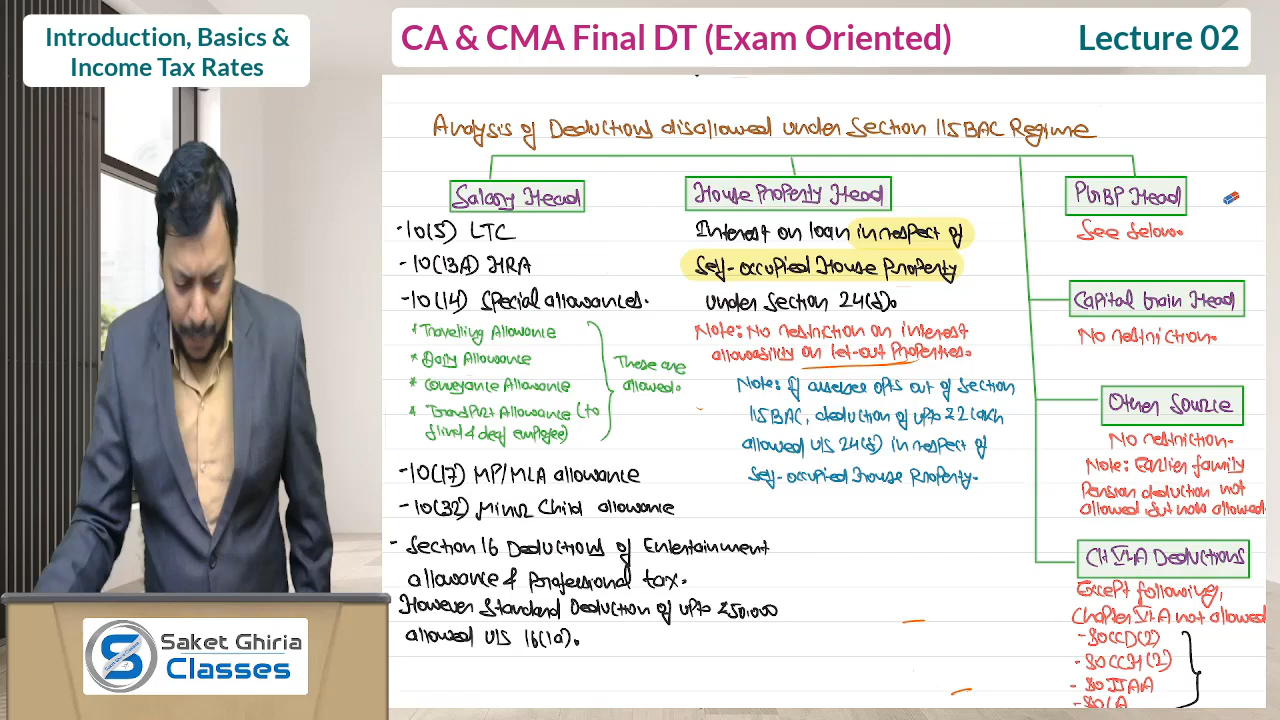 Introduction, Basics &
Income Tax Rates
CA & CMA Final DT (Exam Oriented)
Lecture 02
Analysis of Deductions disallowed under Section 115BAC Regime
Salary Head
- 10(5) LTC
- 10(13A) HRA
- 10(14) Special allowances.
* Travelling Allowance
* Daily Allowance
* Conveyance Allowance
* Transport Allowance (to
blind & deaf employee)
These are
allowed.
- 10(17) MP/MLA allowance
- 10(32) Minor Child allowance
- Section 16 Deductions of Entertainment
allowance & Professional tax.
However Standard Deduction of upto ₹50,000
allowed U/S 16(ia).
House Property Head
Interest on loan in respect of
Self-occupied House Property
under Section 24(b).
Note: No restriction on interest
allowability on let-out Properties.
Note: If assessee opts out of Section
115BAC, deduction of upto ₹2 Lakh
allowed U/S 24(b) in respect of
Self-occupied House Property.
PGBP Head
See below.
Capital Gain Head
No restriction.
Other Source
No restriction.
Note: Earlier family
Pension deduction not
allowed but now allowed
CH VI-A Deductions
Except following,
Chapter VI-A not allowed
- 80CCD(2)
- 80CCH(2)
- 80JJAA
- 80LA
Saket Ghiria
Classes